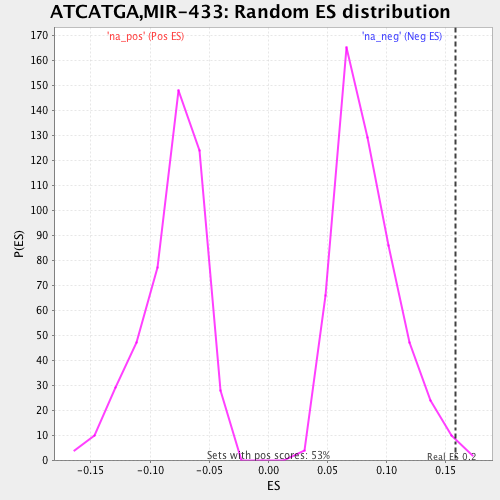 ATCATGA,MIR-433: Random ES distribution
'na_pos' (Pos ES) 'na_neg' (Neg ES)
170
160
150
140
130
120
110
100
90
80
70
60
50
40
30
20
10
0
P(ES)
Sets with pos scores: 53%
Real ES 0.2
-0.15 -0.10 -0.05 0.00 0.05 0.10 0.15
ES